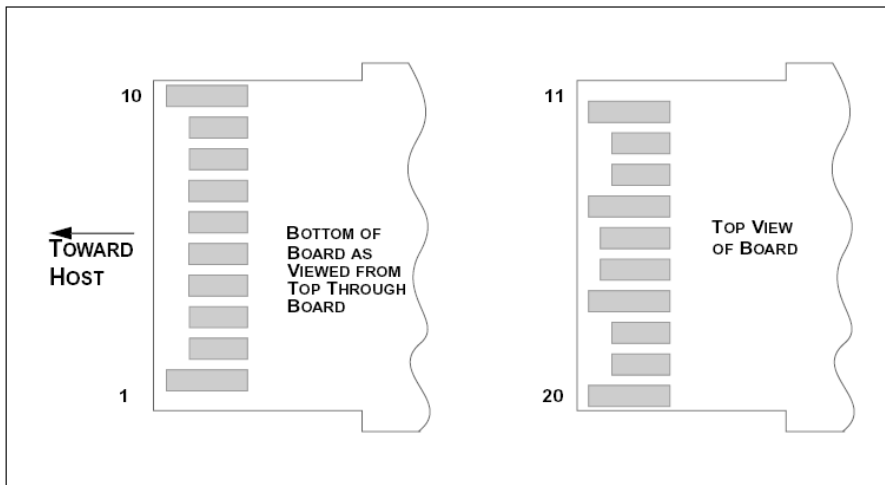 10
TOWARD
HOST
1
BOTTOM OF
BOARD AS
VIEWED FROM
TOP THROUGH
BOARD
11
TOP VIEW
OF BOARD
20